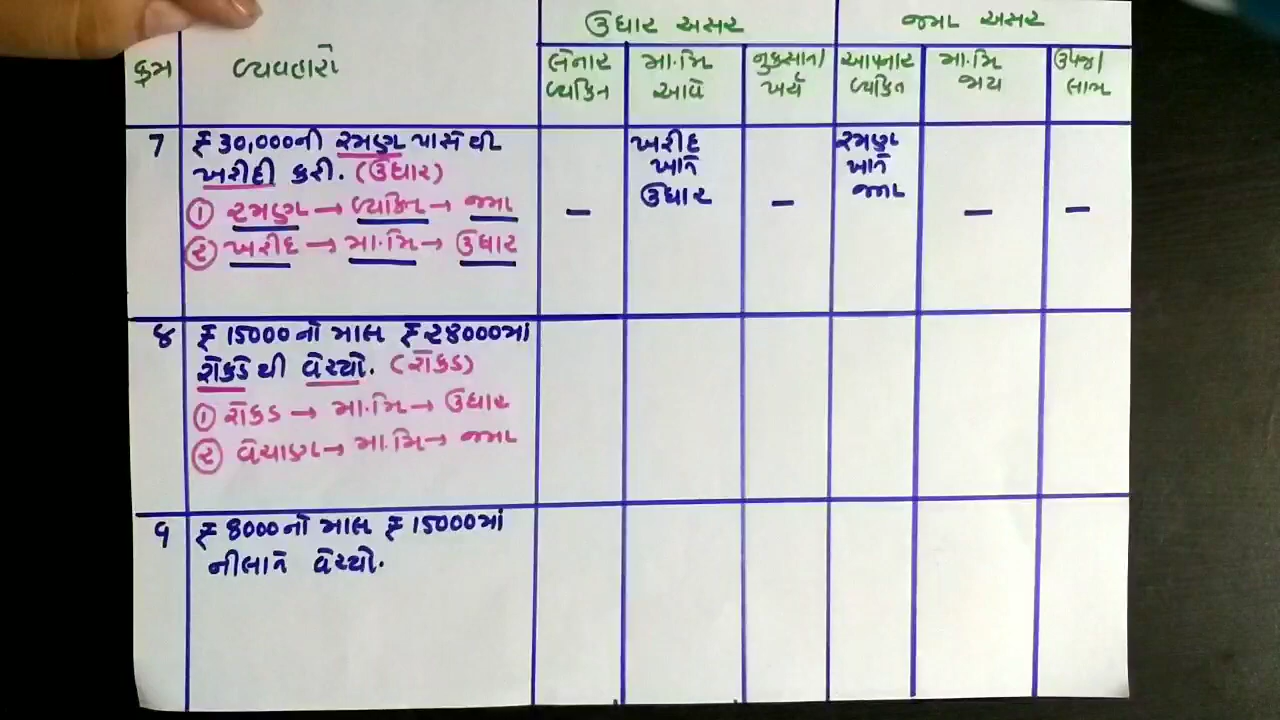 ઉધાર અસર જમા અસર
ક્રમ વ્યવહારો લેનાર વ્યકિત મા.મિ આવે નુકસાન/ ખર્ચ આપનાર વ્યકિત મા.મિ જાય ઉપજ/ લાભ
7 ₹ 30,000ની રમણ પાસેથી
ખરીદી કરી. (ઉધાર)
① રમણ → વ્યકિત → જમા
② ખરીદ → મા.મિ → ઉધાર
– ખરીદ ખાતે ઉધાર – રમણ ખાતે જમા – –
8 ₹ 15000નો માલ ₹ 28000માં
રોકડેથી વેચ્યો. (રોકડ)
① રોકડ → મા.મિ → ઉધાર
② વેચાણ → મા.મિ → જમા
9 ₹ 8000નો માલ ₹ 15000માં
નીલાને વેચ્યો.